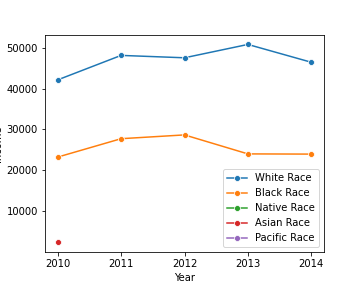 50000
40000
30000
20000
10000
2010 2011 2012 2013 2014
Year
White Race
Black Race
Native Race
Asian Race
Pacific Race